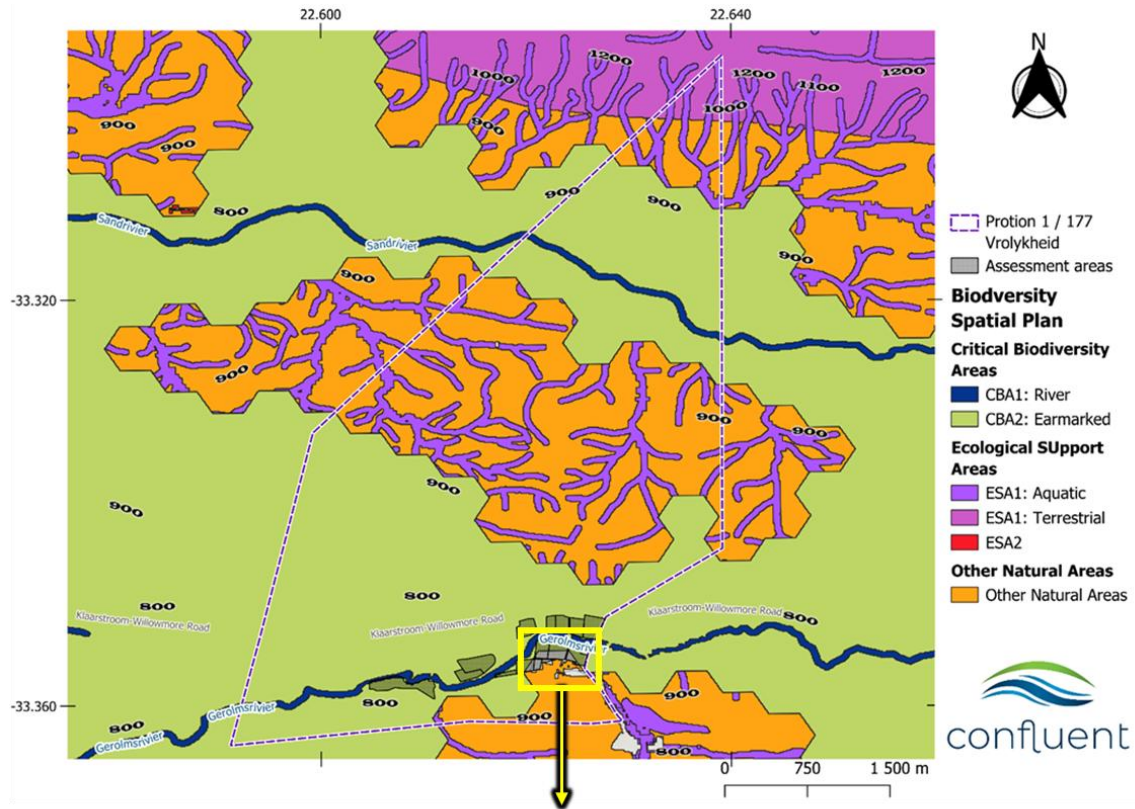 22.600
22.640
-33.320
-33.360
1000
1200
1200
1200
1000
1100
900
900
900
900
900
900
800
Sandrivier
Sandrivier
900
900
900
900
900
900
900
800
800
800
Klaarstroom-Willowmore Road
Klaarstroom-Willowmore Road
Klaarstroom-Willowmore Road
Gerolmsrivier
Gerolmsrivier
Gerolmsrivier
800
800
900
900
800
N
Protion 1 / 177
Vrolykheid
Assessment areas
Biodversity
Spatial Plan
Critical Biodiversity
Areas
CBA1: River
CBA2: Earmarked
Ecological SUpport
Areas
ESA1: Aquatic
ESA1: Terrestrial
ESA2
Other Natural Areas
Other Natural Areas
confluent
0 750 1 500 m